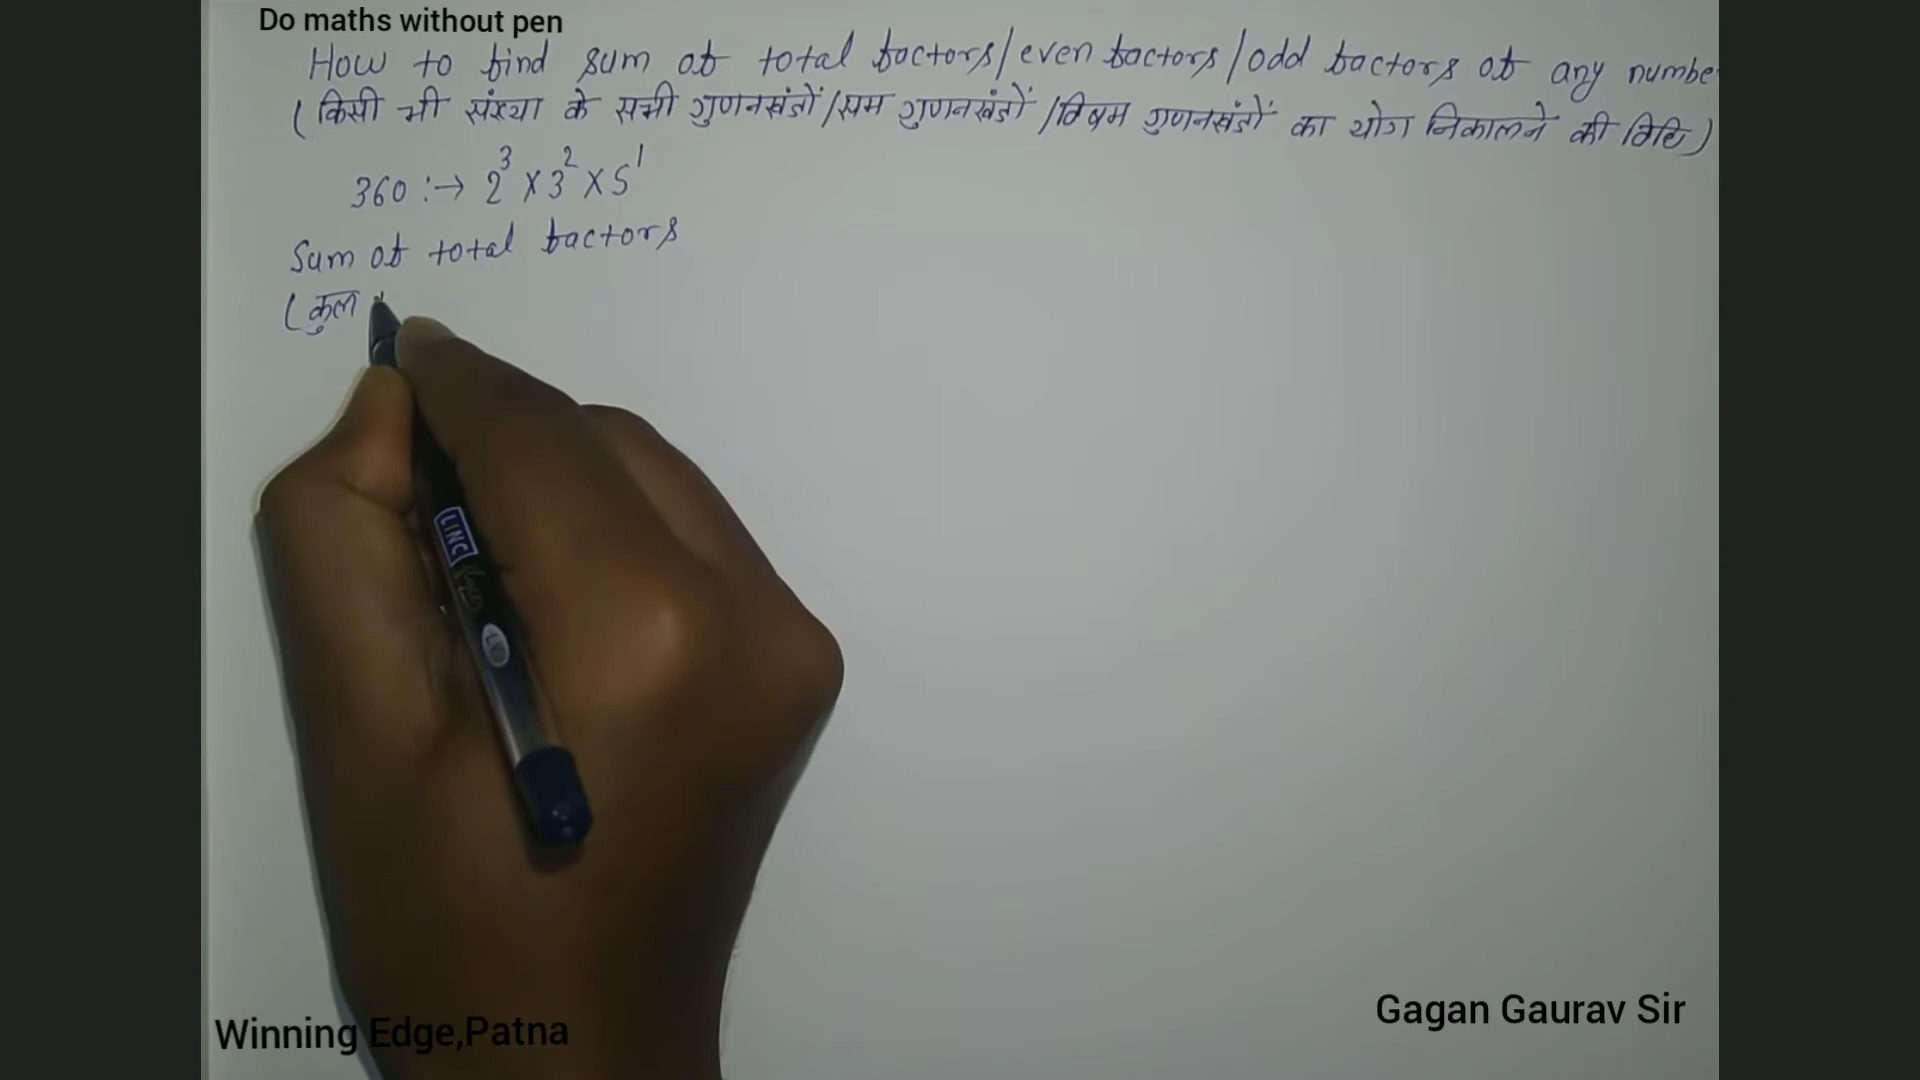 Do maths without pen
How to find sum of total factors/even factors/odd factors of any numbe
(किसी भी संख्या के सभी गुणनखंडों/सम गुणनखंडों/विषम गुणनखंडों का योग निकालने की विधि)
360 :→ 2³ X 3² X 5¹
Sum of total factors
(कुल
LINC
Winning Edge,Patna
Gagan Gaurav Sir